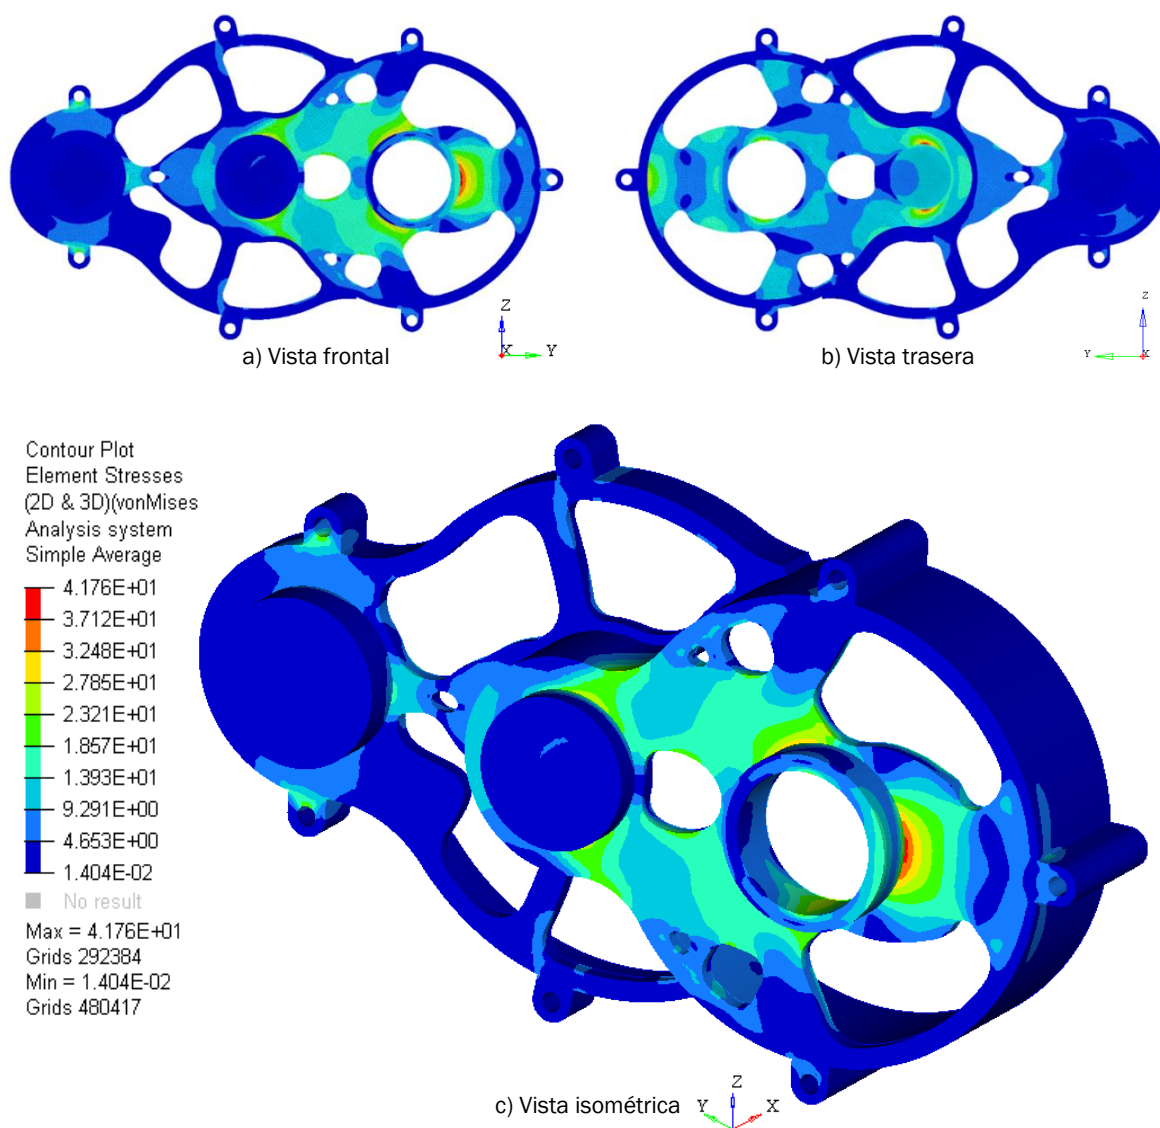 Z
X Y
a) Vista frontal
Z
Y X
b) Vista trasera
Contour Plot
Element Stresses
(2D & 3D)(vonMises
Analysis system
Simple Average
4.176E+01
3.712E+01
3.248E+01
2.785E+01
2.321E+01
1.857E+01
1.393E+01
9.291E+00
4.653E+00
1.404E-02
No result
Max = 4.176E+01
Grids 292384
Min = 1.404E-02
Grids 480417
c) Vista isométrica
Z
Y X